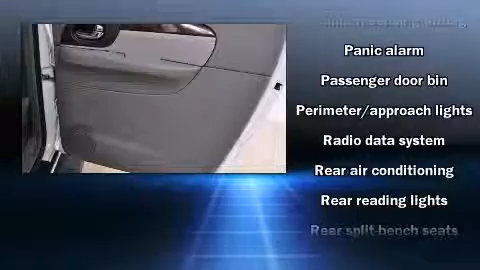 Panic alarm
Passenger door bin
Perimeter/approach lights
Radio data system
Rear air conditioning
Rear reading lights
Rear split-bench seats